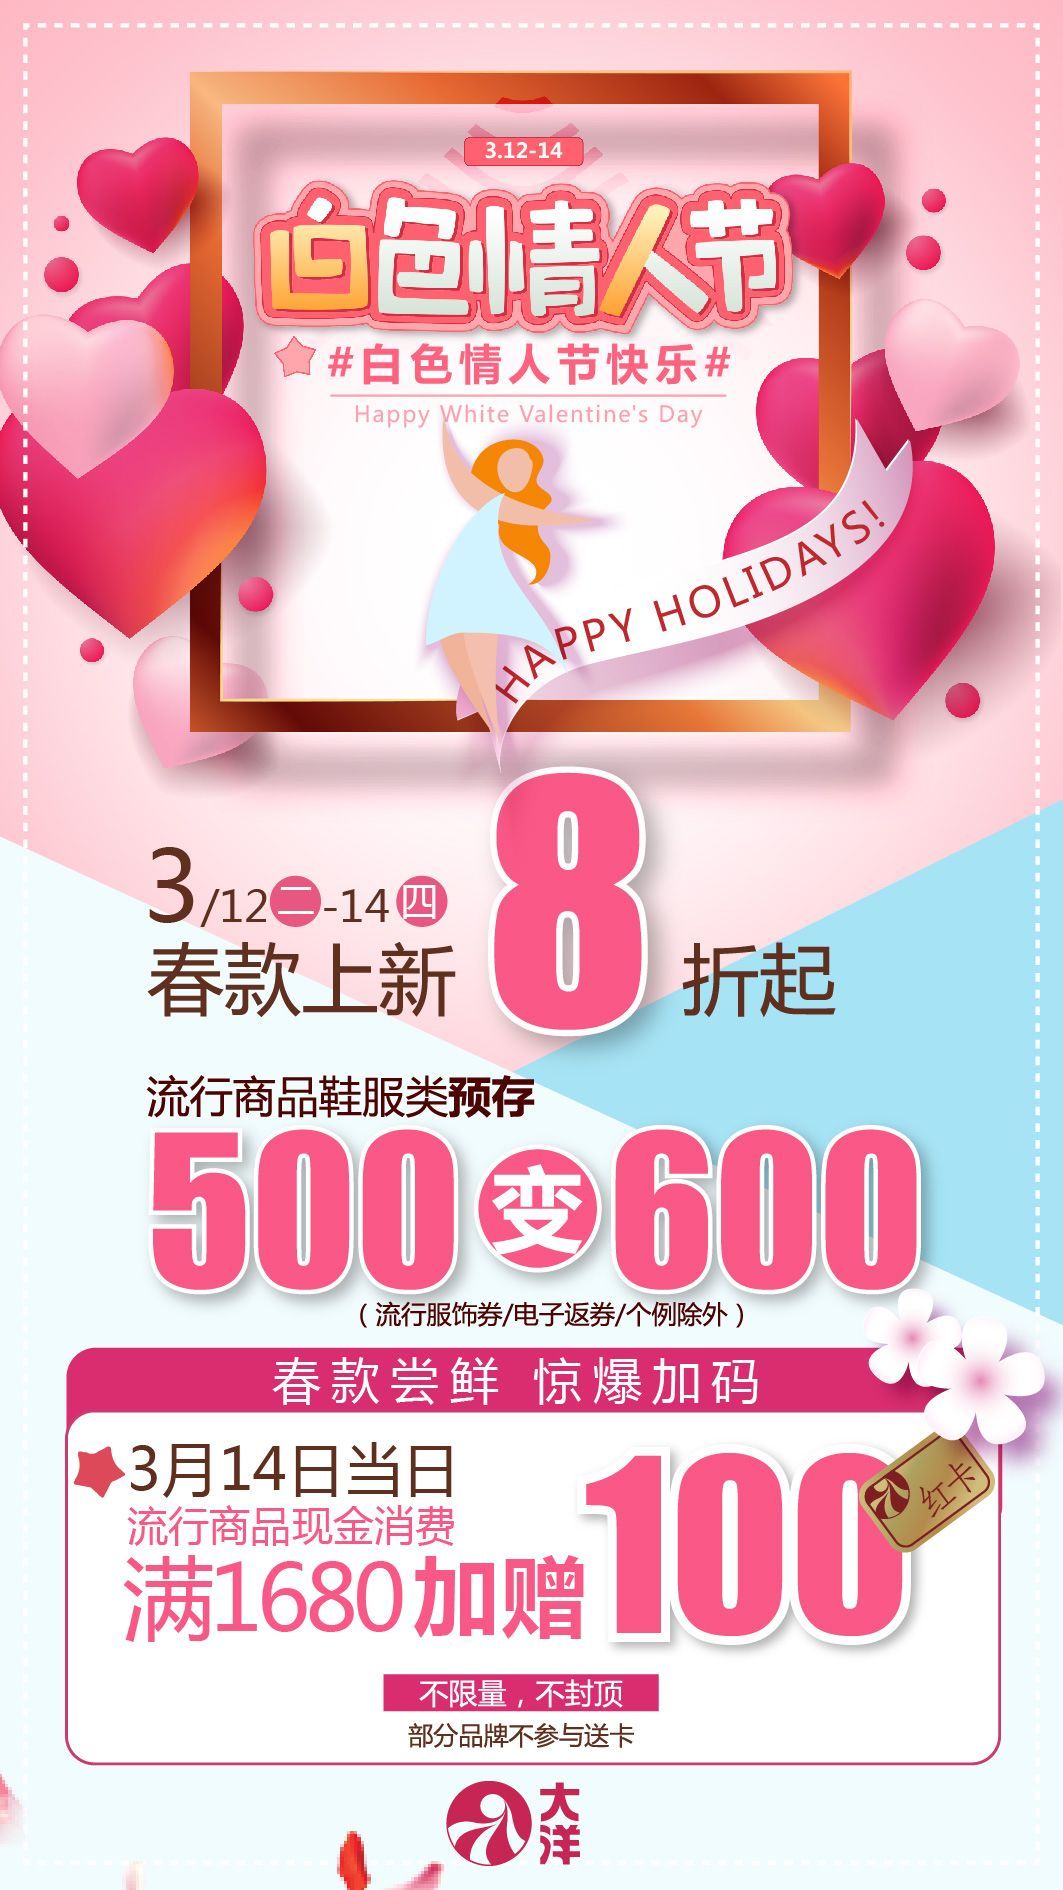 3.12-14
白色情人节
#白色情人节快乐#
Happy White Valentine's Day
HAPPY HOLIDAYS!
3/12二-14四
春款上新8折起
流行商品鞋服类预存
500变600
（流行服饰券/电子返券/个例除外）
春款尝鲜 惊爆加码
3月14日当日
流行商品现金消费
满1680加赠100
红卡
不限量，不封顶
部分品牌不参与送卡
大洋